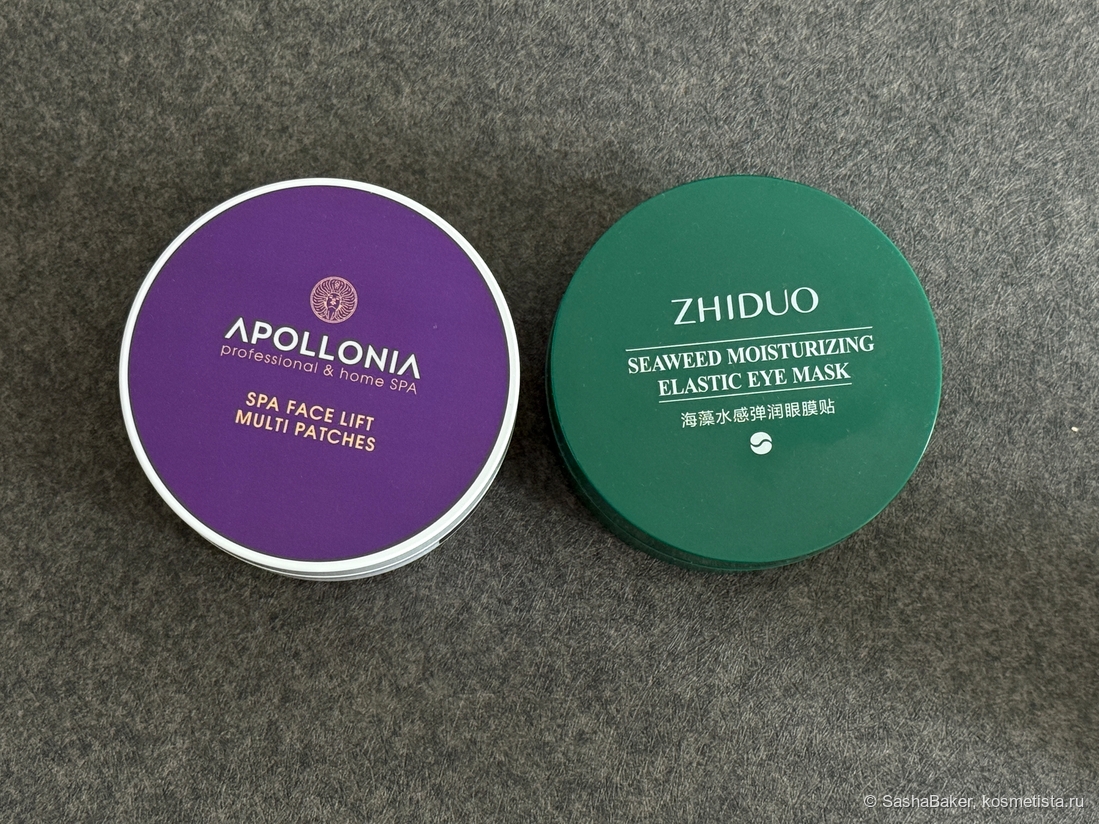 APOLLONIA
professional & home SPA
SPA FACE LIFT
MULTI PATCHES
ZHIDUO
SEAWEED MOISTURIZING
ELASTIC EYE MASK
海藻水感弹润眼膜贴
© SashaBaker, kosmetista.ru